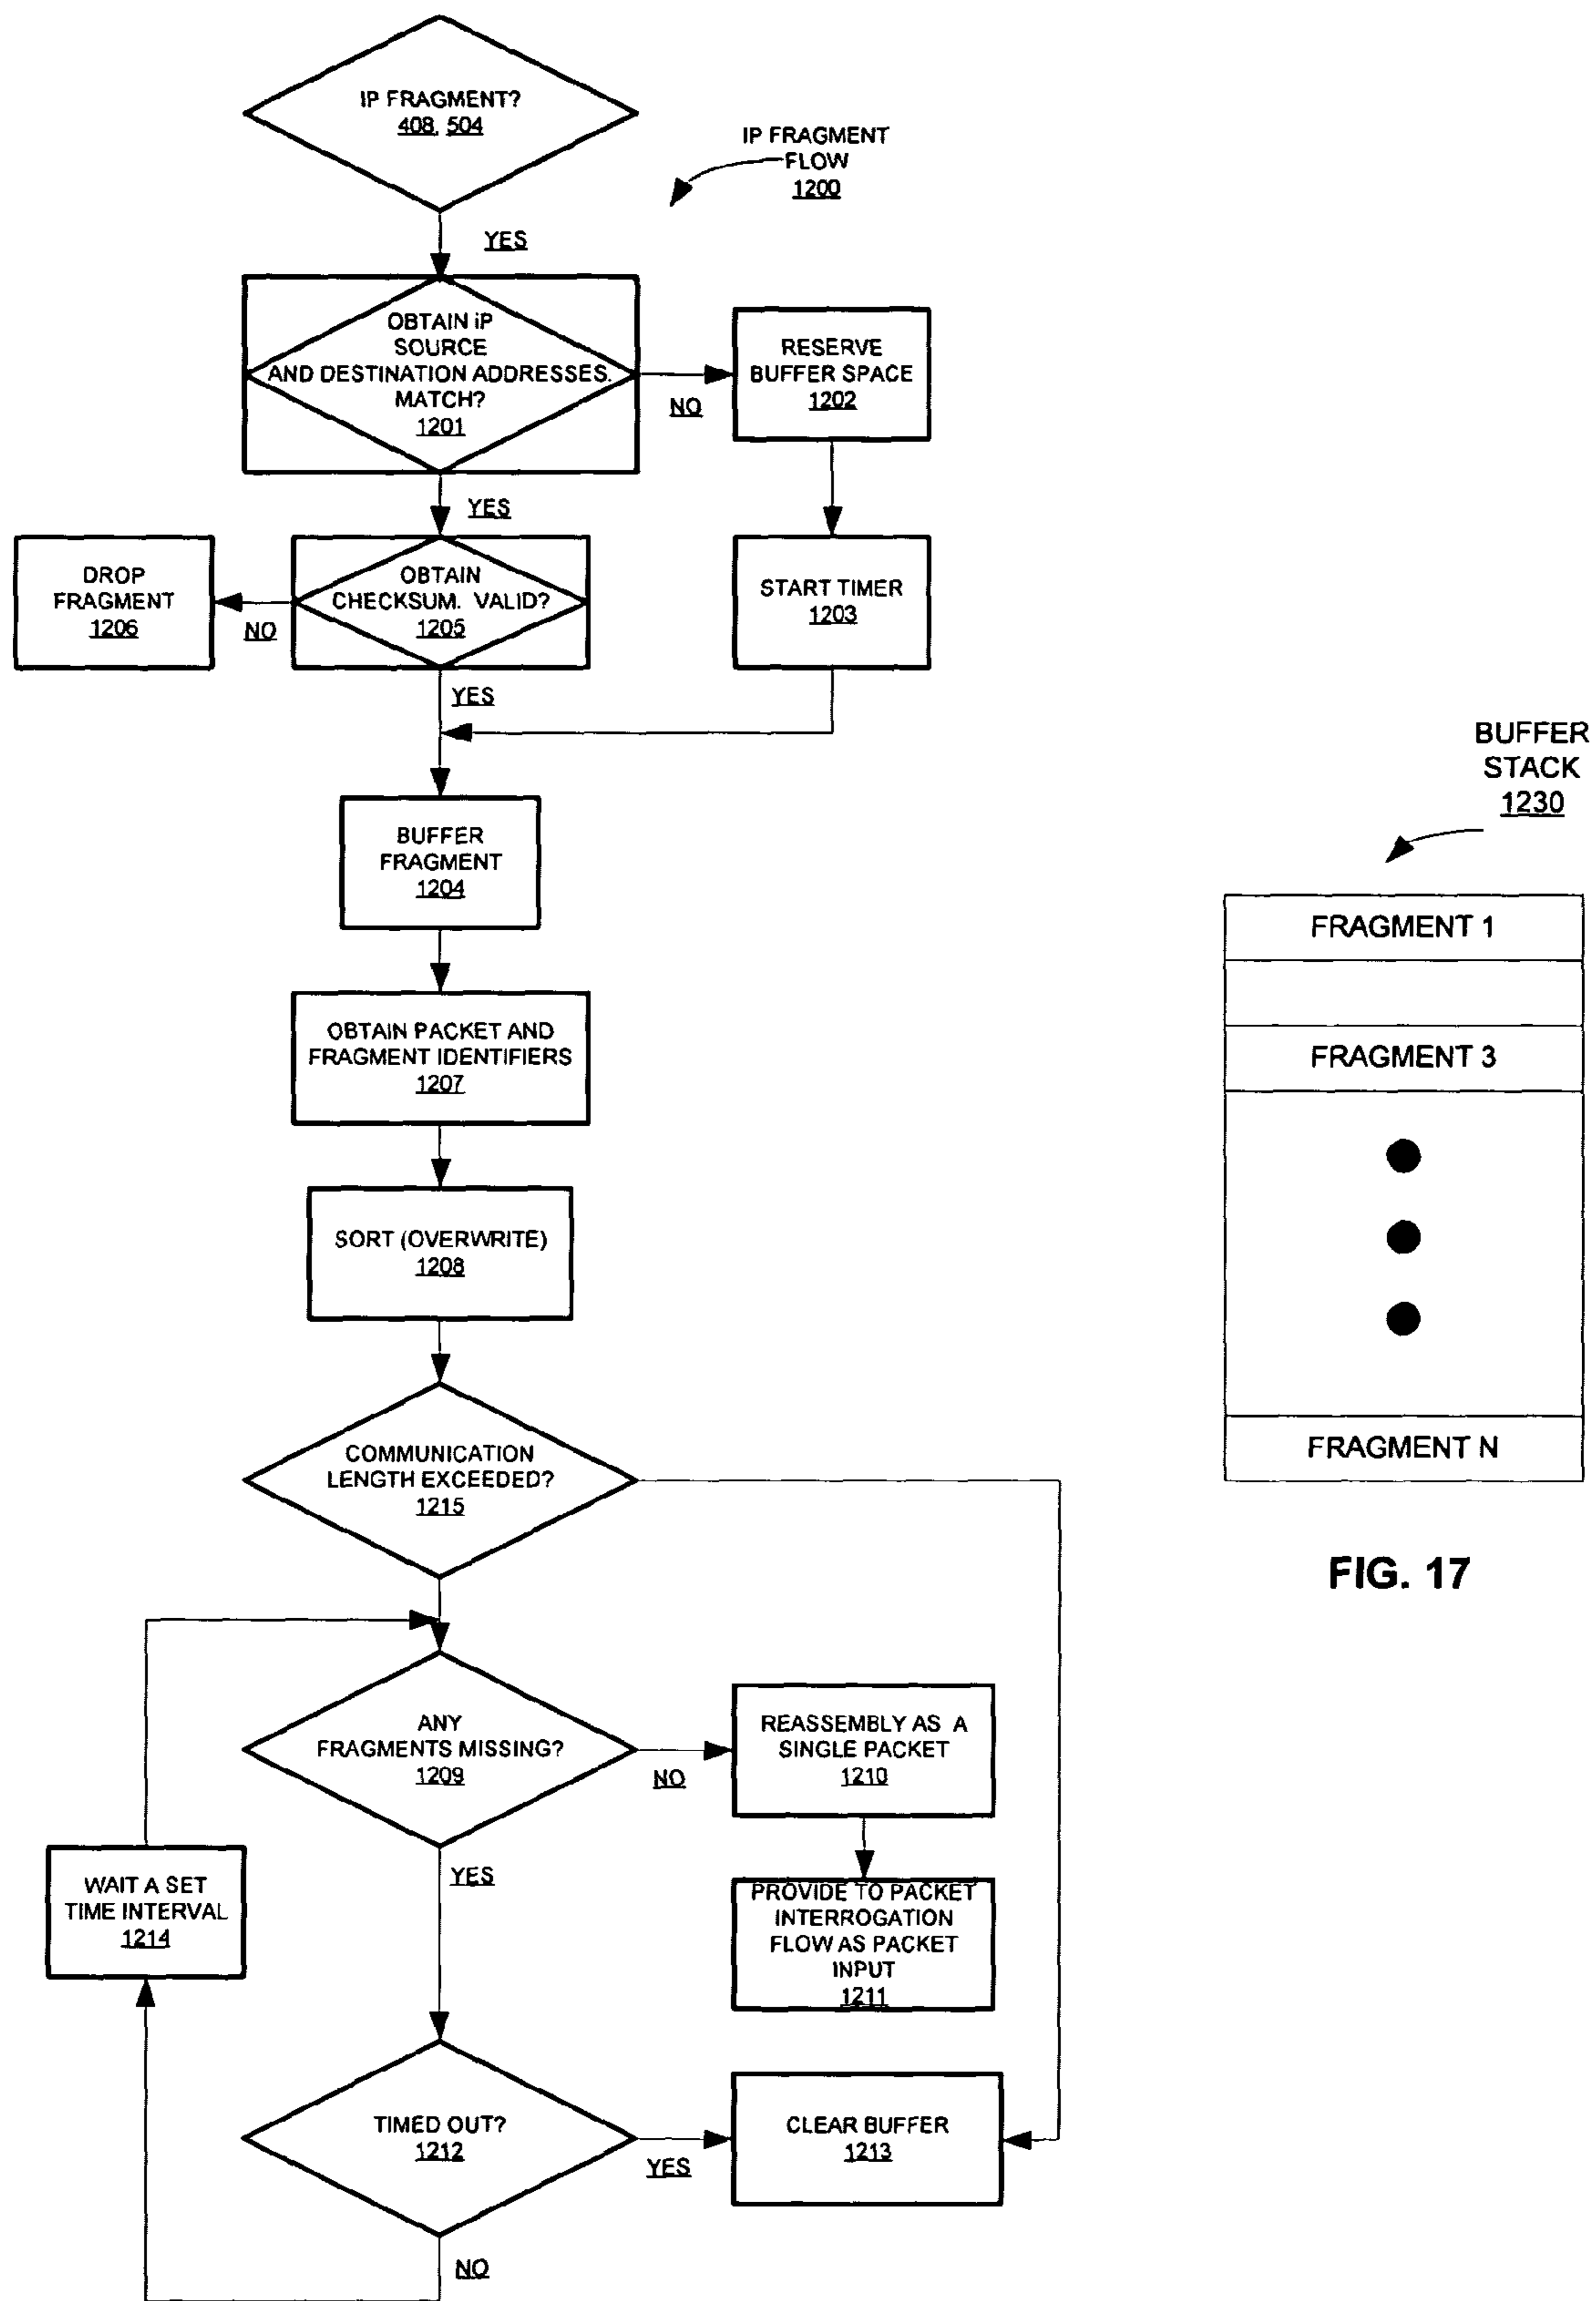 IP FRAGMENT?
408, 504
IP FRAGMENT
FLOW
1200
YES
OBTAIN iP
SOURCE
AND DESTINATION ADDRESSES.
MATCH?
1201
NO
RESERVE
BUFFER SPACE
1202
YES
DROP
FRAGMENT
1206
NO
OBTAIN
CHECKSUM. VALID?
1205
START TIMER
1203
YES
BUFFER
FRAGMENT
1204
OBTAIN PACKET AND
FRAGMENT IDENTIFIERS
1207
SORT (OVERWRITE)
1208
COMMUNICATION
LENGTH EXCEEDED?
1215
ANY
FRAGMENTS MISSING?
1209
NO
REASSEMBLY AS A
SINGLE PACKET
1210
YES
WAIT A SET
TIME INTERVAL
1214
PROVIDE TO PACKET
INTERROGATION
FLOW AS PACKET
INPUT
1211
TIMED OUT?
1212
YES
CLEAR BUFFER
1213
NO
BUFFER
STACK
1230
FRAGMENT 1
FRAGMENT 3
FRAGMENT N
FIG. 17